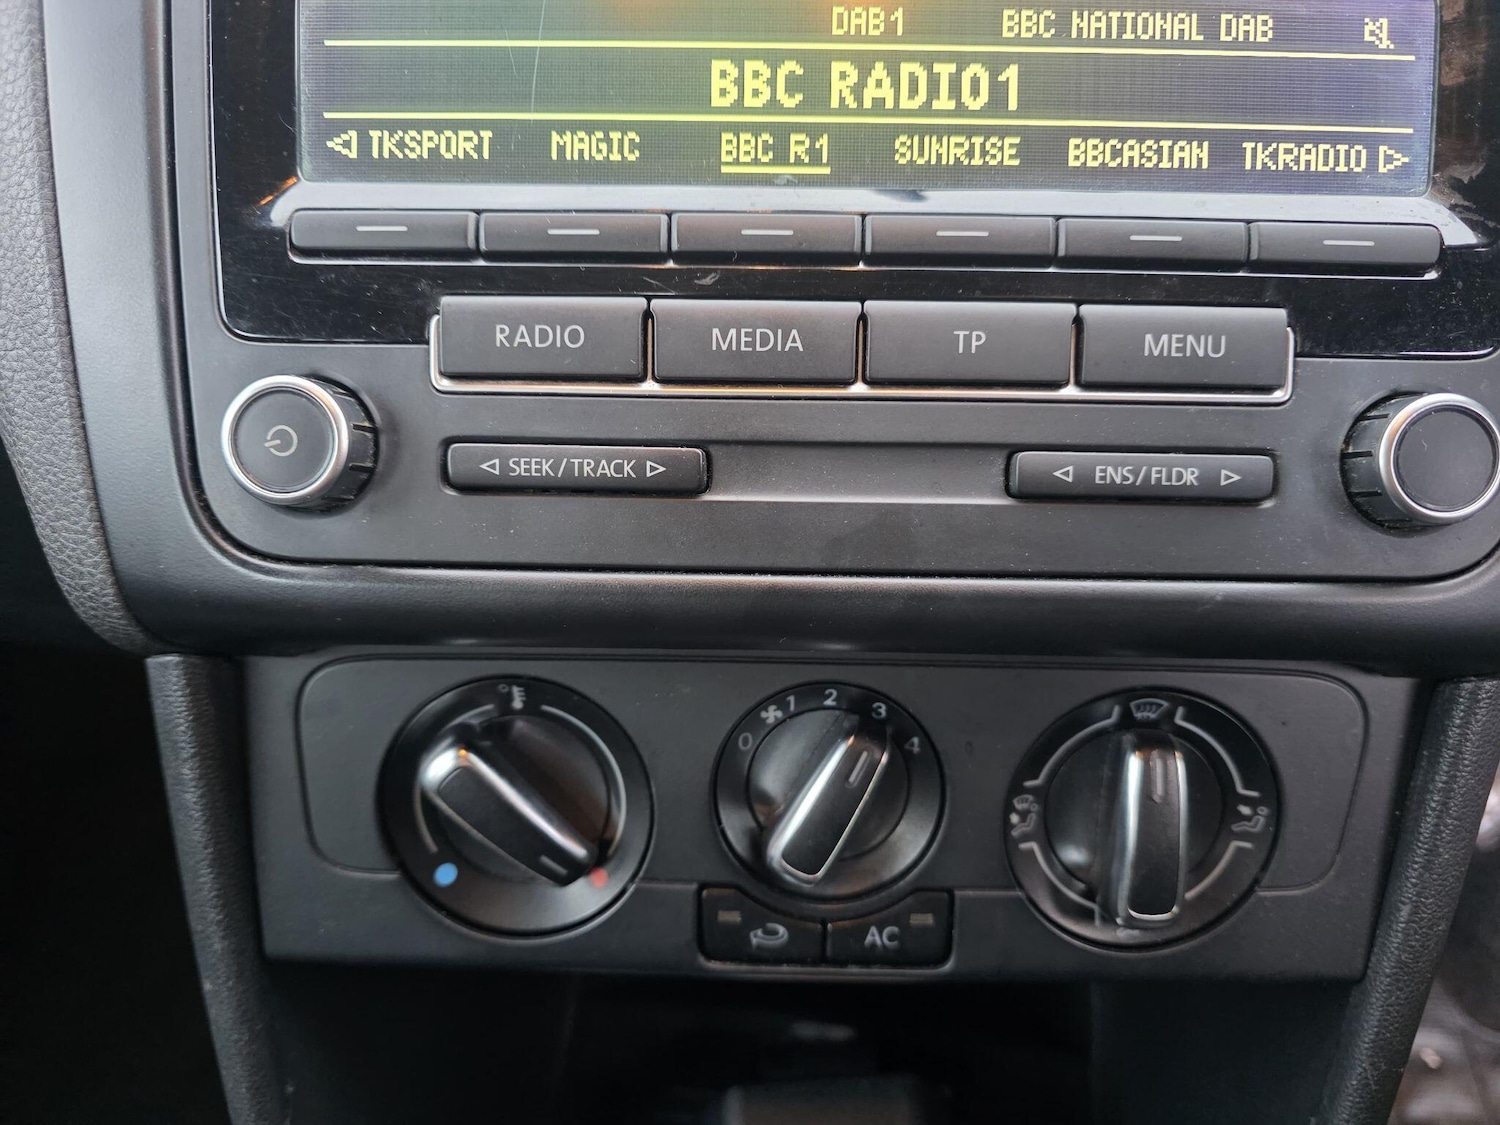 DAB1 BBC NATIONAL DAB
BBC RADIO1
TKSPORT MAGIC BBC R1 SUNRISE BBCASIAN TKRADIO
RADIO MEDIA TP MENU
SEEK/TRACK ENS/FLDR
0 1 2 3 4
AC